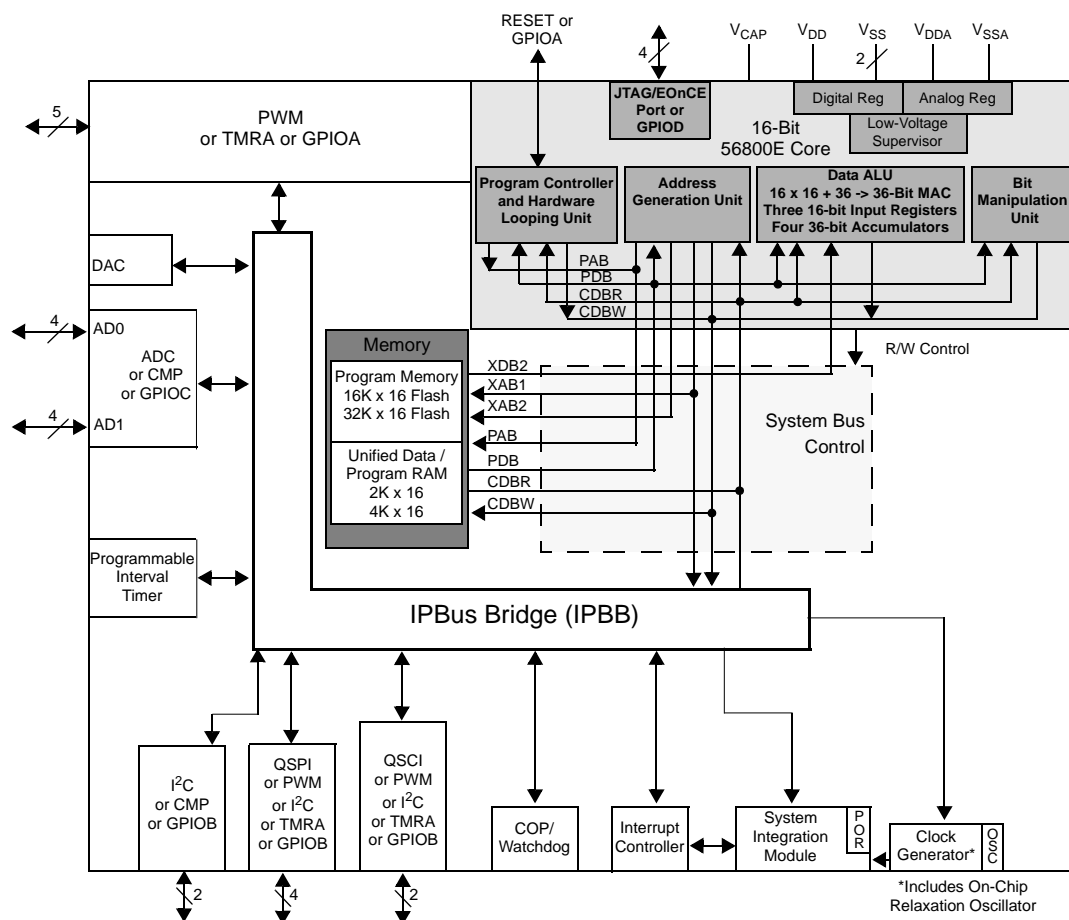 RESET or
GPIOA
4
VCAP
VDD
VSS
2
VDDA
VSSA
5
PWM
or TMRA or GPIOA
JTAG/EOnCE
Port or
GPIOD
16-Bit
56800E Core
Digital Reg
Analog Reg
Low-Voltage
Supervisor
Program Controller
and Hardware
Looping Unit
Address
Generation Unit
Data ALU
16 x 16 + 36 -> 36-Bit MAC
Three 16-bit Input Registers
Four 36-bit Accumulators
Bit
Manipulation
Unit
PAB
PDB
CDBR
CDBW
DAC
4
AD0
ADC
or CMP
or GPIOC
4
AD1
Memory
Program Memory
16K x 16 Flash
32K x 16 Flash
Unified Data /
Program RAM
2K x 16
4K x 16
XDB2
XAB1
XAB2
PAB
PDB
CDBR
CDBW
R/W Control
System Bus
Control
Programmable
Interval
Timer
IPBus Bridge (IPBB)
I2C
or CMP
or GPIOB
2
QSPI
or PWM
or I2C
or TMRA
or GPIOB
4
QSCI
or PWM
or I2C
or TMRA
or GPIOB
2
COP/
Watchdog
Interrupt
Controller
System
Integration
Module
POR
Clock
Generator*
OSC
*Includes On-Chip
Relaxation Oscillator